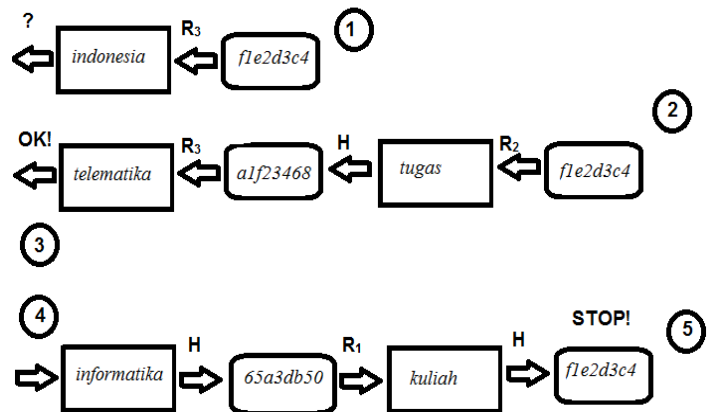 ? indonesia R3 f1e2d3c4 1
2
OK! telematika R3 a1f23468 H tugas R2 f1e2d3c4
3
4 STOP! 5
informatika H 65a3db50 R1 kuliah H f1e2d3c4